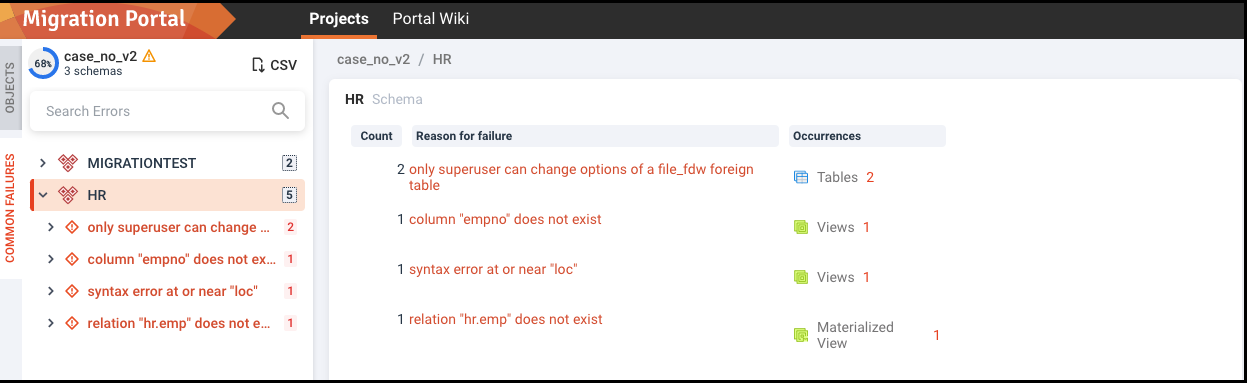 Migration Portal
Projects
Portal Wiki
OBJECTS
COMMON FAILURES
68%
case_no_v2
3 schemas
CSV
Search Errors
MIGRATIONTEST 2
HR 5
only superuser can change ... 2
column "empno" does not ex... 1
syntax error at or near "loc" 1
relation "hr.emp" does not e... 1
case_no_v2 / HR
HR Schema
Count Reason for failure Occurrences
2 only superuser can change options of a file_fdw foreign
table
Tables 2
1 column "empno" does not exist
Views 1
1 syntax error at or near "loc"
Views 1
1 relation "hr.emp" does not exist
Materialized
View 1